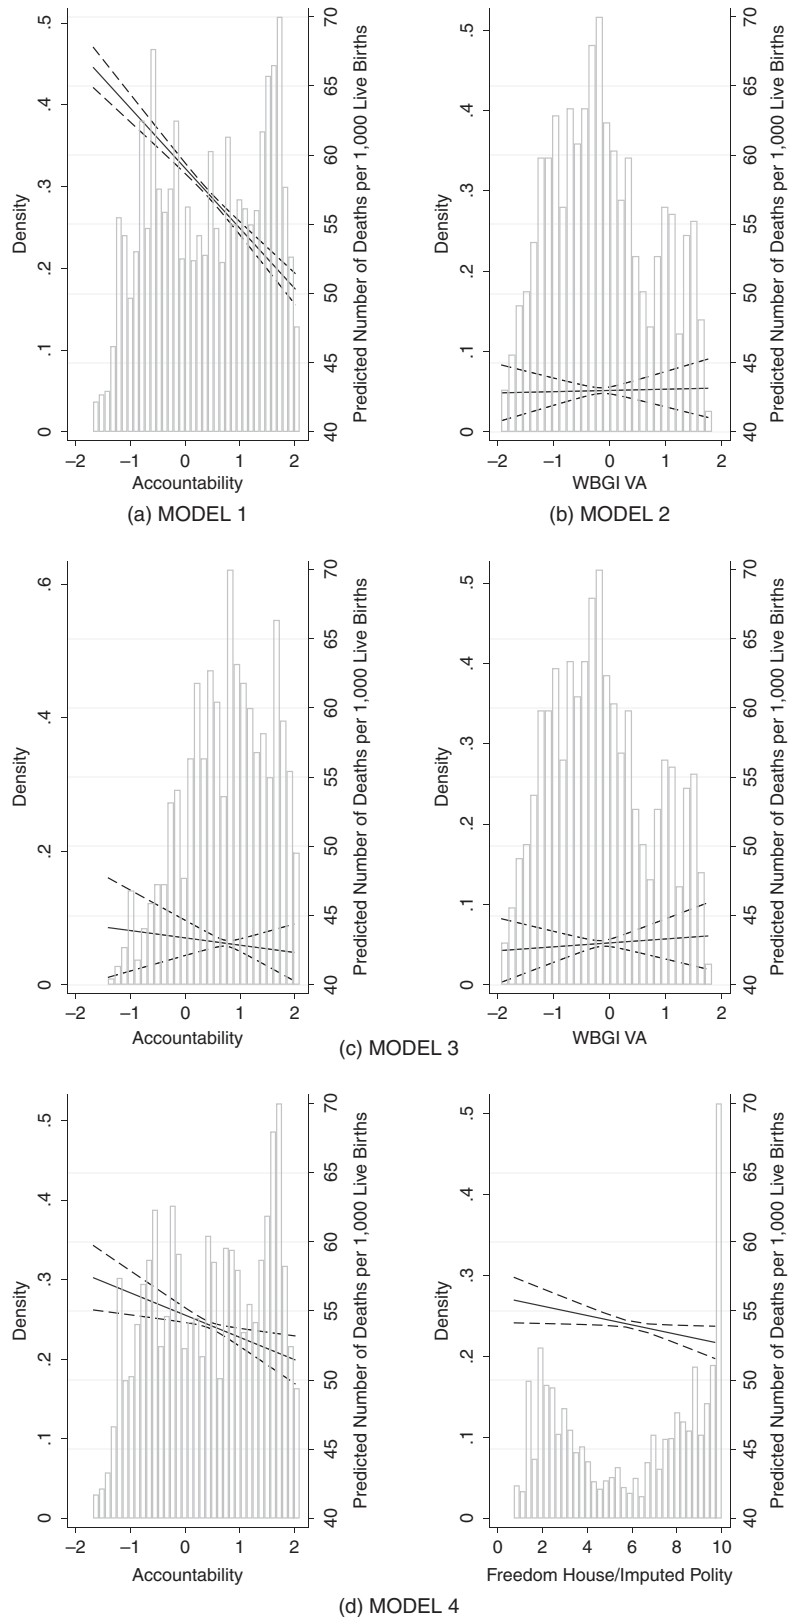 .5
.4
.3
.2
.1
0
Density
70
65
60
55
50
45
40
Predicted Number of Deaths per 1,000 Live Births
–2 –1 0 1 2
Accountability
(a) MODEL 1
.5
.4
.3
.2
.1
0
Density
70
65
60
55
50
45
40
Predicted Number of Deaths per 1,000 Live Births
–2 –1 0 1 2
WBGI VA
(b) MODEL 2
.6
.4
.2
0
Density
70
65
60
55
50
45
40
Predicted Number of Deaths per 1,000 Live Births
–2 –1 0 1 2
Accountability
.5
.4
.3
.2
.1
0
Density
70
65
60
55
50
45
40
Predicted Number of Deaths per 1,000 Live Births
–2 –1 0 1 2
WBGI VA
(c) MODEL 3
.5
.4
.3
.2
.1
0
Density
70
65
60
55
50
45
40
Predicted Number of Deaths per 1,000 Live Births
–2 –1 0 1 2
Accountability
.5
.4
.3
.2
.1
0
Density
70
65
60
55
50
45
40
Predicted Number of Deaths per 1,000 Live Births
0 2 4 6 8 10
Freedom House/Imputed Polity
(d) MODEL 4